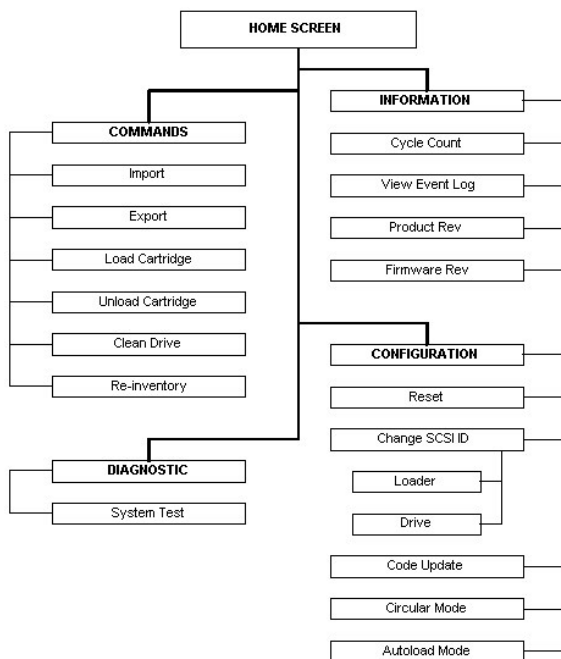 HOME SCREEN
COMMANDS
Import
Export
Load Cartridge
Unload Cartridge
Clean Drive
Re-inventory
DIAGNOSTIC
System Test
INFORMATION
Cycle Count
View Event Log
Product Rev
Firmware Rev
CONFIGURATION
Reset
Change SCSI ID
Loader
Drive
Code Update
Circular Mode
Autoload Mode